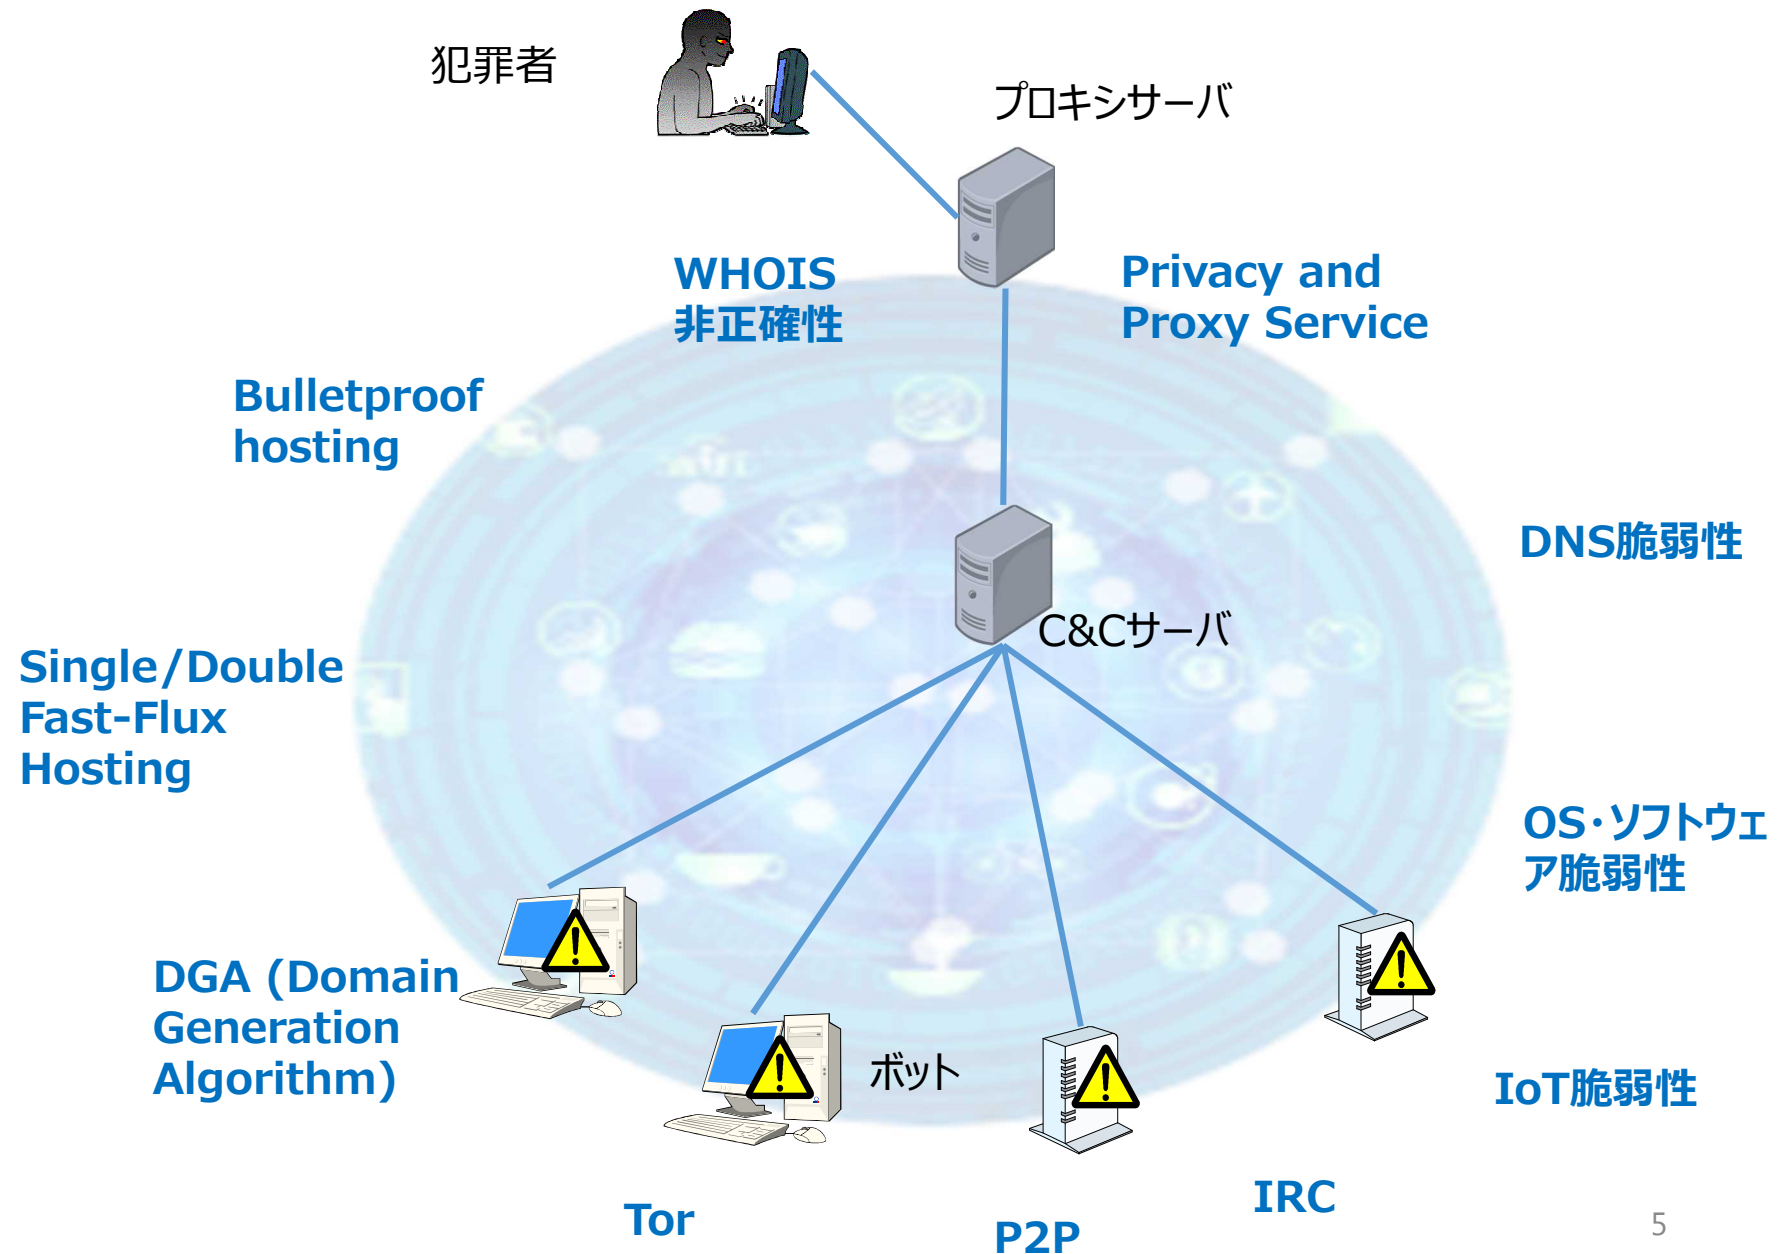 犯罪者
プロキシサーバ
WHOIS
非正確性
Privacy and
Proxy Service
Bulletproof
hosting
DNS脆弱性
C&Cサーバ
Single/Double
Fast-Flux
Hosting
OS・ソフトウェ
ア脆弱性
DGA (Domain
Generation
Algorithm)
ボット
IoT脆弱性
Tor
P2P
IRC
5